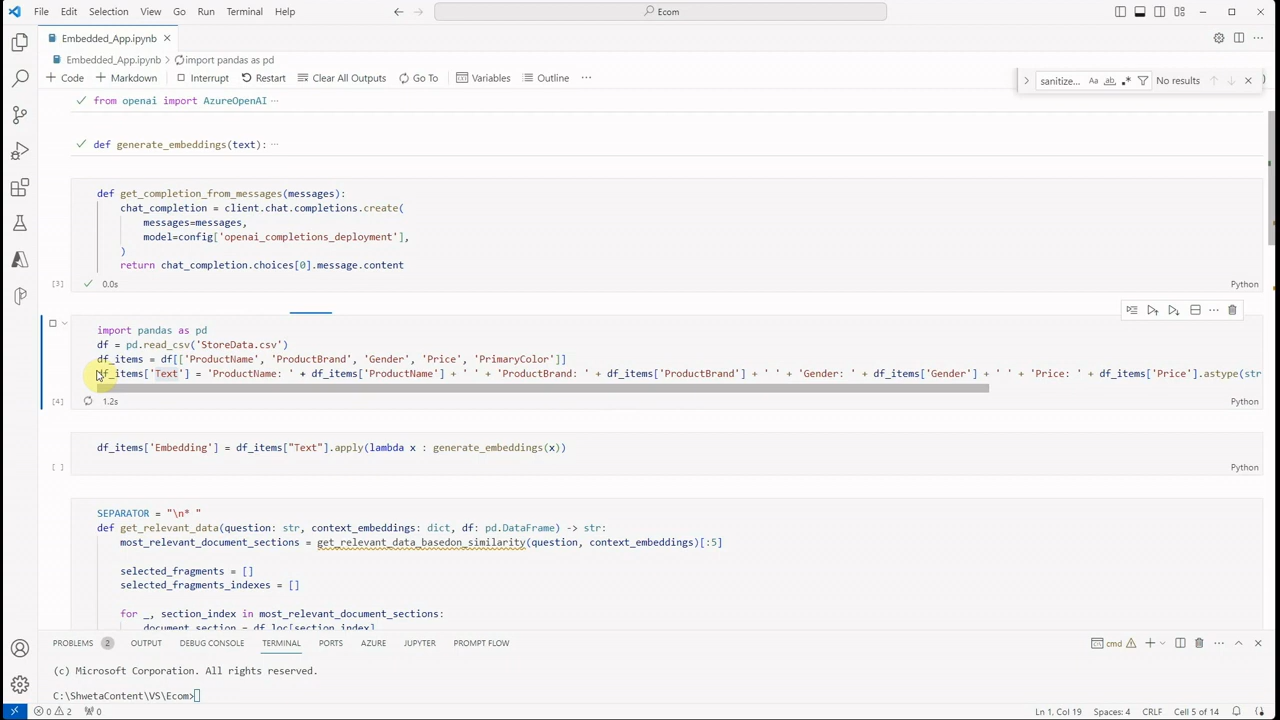 File Edit Selection View Go Run Terminal Help
Ecom
Embedded_App.ipynb
Embedded_App.ipynb > import pandas as pd
+ Code + Markdown Interrupt Restart Clear All Outputs Go To Variables Outline ···
sanitize... Aa ab .* No results
from openai import AzureOpenAI ···
def generate_embeddings(text): ···
def get_completion_from_messages(messages):
chat_completion = client.chat.completions.create(
messages=messages,
model=config['openai_completions_deployment'],
)
return chat_completion.choices[0].message.content
[3] 0.0s Python
import pandas as pd
df = pd.read_csv('StoreData.csv')
df_items = df[['ProductName', 'ProductBrand', 'Gender', 'Price', 'PrimaryColor']]
df_items['Text'] = 'ProductName: ' + df_items['ProductName'] + ' ' + 'ProductBrand: ' + df_items['ProductBrand'] + ' ' + 'Gender: ' + df_items['Gender'] + ' ' + 'Price: ' + df_items['Price'].astype(str
[4] 1.2s Python
df_items['Embedding'] = df_items["Text"].apply(lambda x : generate_embeddings(x))
[ ] Python
SEPARATOR = "\n* "
def get_relevant_data(question: str, context_embeddings: dict, df: pd.DataFrame) -> str:
most_relevant_document_sections = get_relevant_data_basedon_similarity(question, context_embeddings)[:5]
selected_fragments = []
selected_fragments_indexes = []
for _, section_index in most_relevant_document_sections:
document_section = df.loc[section_index]
PROBLEMS 2 OUTPUT DEBUG CONSOLE TERMINAL PORTS AZURE JUPYTER PROMPT FLOW cmd
(c) Microsoft Corporation. All rights reserved.
C:\ShwetaContent\VS\Ecom>
0 2 0 Ln 1, Col 19 Spaces: 4 CRLF Cell 5 of 14